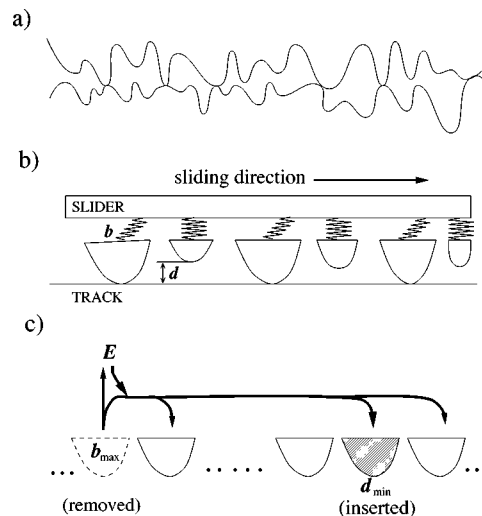 a)
b)
sliding direction
SLIDER
b
d
TRACK
c)
E
b max
d min
... ..... ..
(removed) (inserted)